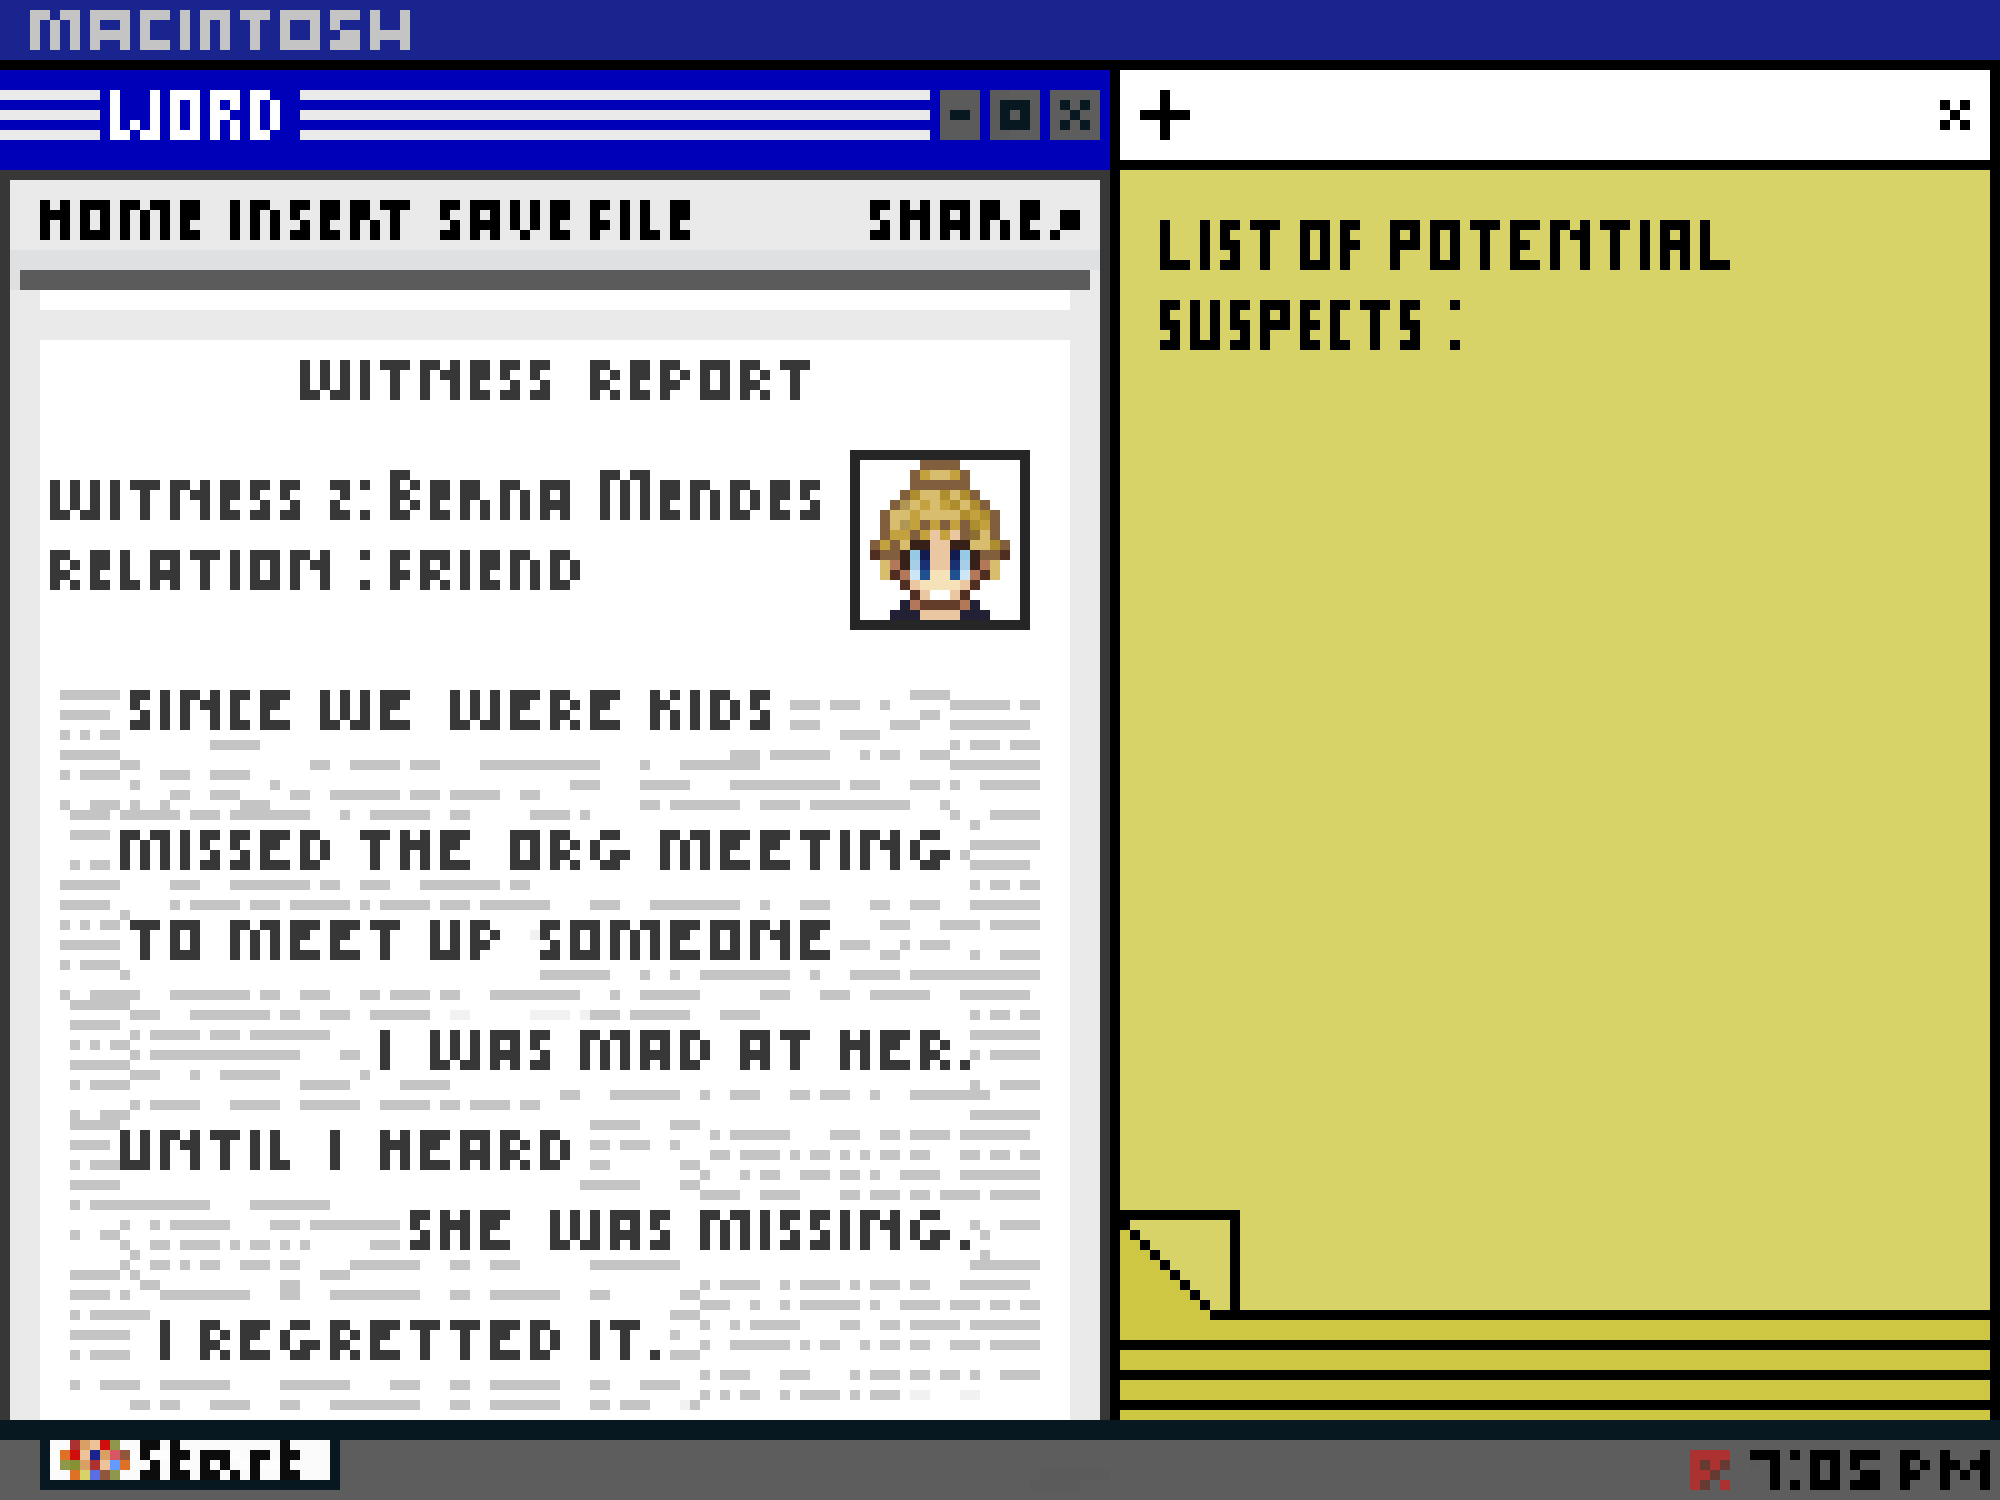 MACINTOSH
WORD
HOME INSERT SAVE FILE SHARE
LIST OF POTENTIAL
SUSPECTS :
WITNESS REPORT
WITNESS 2: Berna Mendes
RELATION : FRIEND
SINCE WE WERE KIDS
MISSED THE ORG MEETING
TO MEET UP SOMEONE
I WAS MAD AT HER.
UNTIL I HEARD
SHE WAS MISSING.
I REGRETTED IT.
Start
7:05 PM